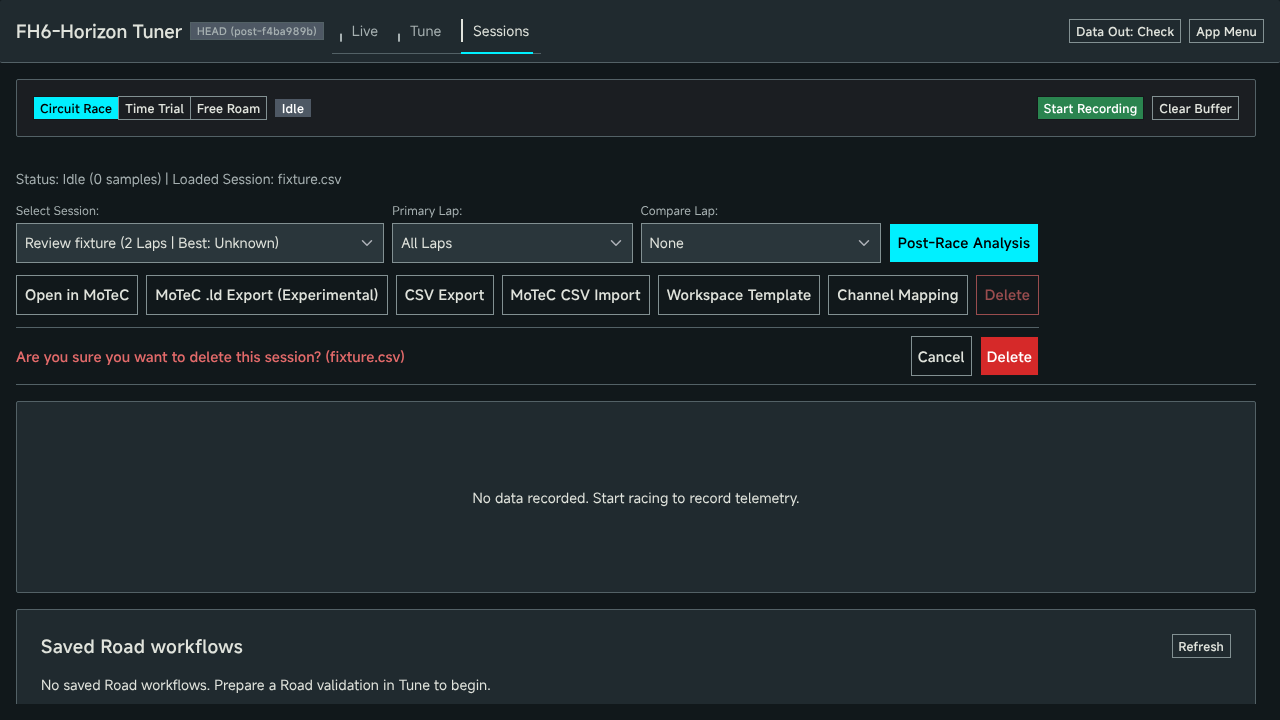 FH6-Horizon Tuner HEAD (post-f4ba989b) Live Tune Sessions Data Out: Check App Menu
Circuit Race Time Trial Free Roam Idle Start Recording Clear Buffer
Status: Idle (0 samples) | Loaded Session: fixture.csv
Select Session: Primary Lap: Compare Lap:
Review fixture (2 Laps | Best: Unknown) All Laps None Post-Race Analysis
Open in MoTeC MoTeC .ld Export (Experimental) CSV Export MoTeC CSV Import Workspace Template Channel Mapping Delete
Are you sure you want to delete this session? (fixture.csv) Cancel Delete
No data recorded. Start racing to record telemetry.
Saved Road workflows Refresh
No saved Road workflows. Prepare a Road validation in Tune to begin.